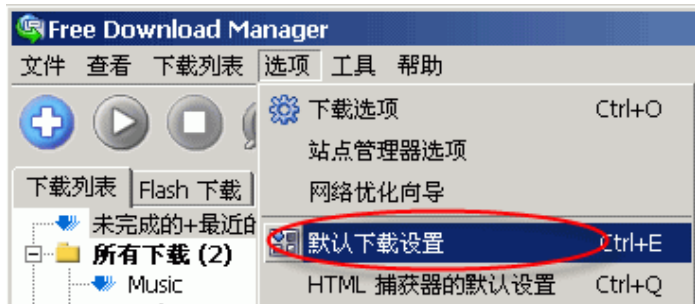 Free Download Manager
文件 查看 下载列表 选项 工具 帮助
下载选项 Ctrl+O
站点管理器选项
网络优化向导
默认下载设置 Ctrl+E
HTML 捕获器的默认设置 Ctrl+Q
下载列表 Flash 下载
未完成的+最近的
所有下载 (2)
Music